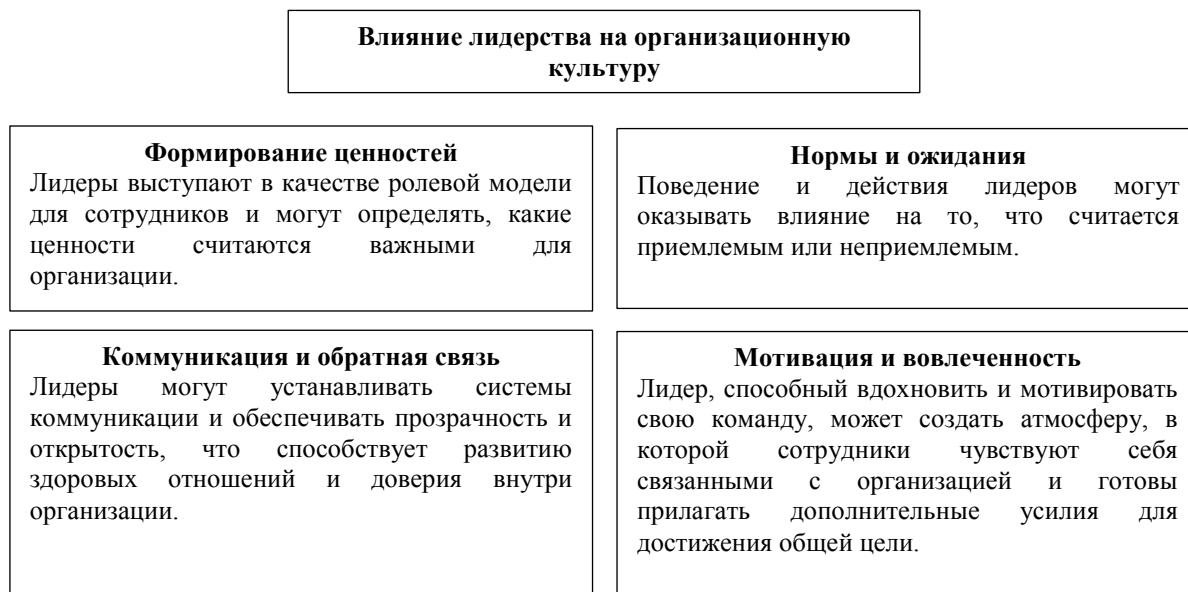 Влияние лидерства на организационную
культуру
Формирование ценностей
Лидеры выступают в качестве ролевой модели
для сотрудников и могут определять, какие
ценности считаются важными для
организации.
Нормы и ожидания
Поведение и действия лидеров могут
оказывать влияние на то, что считается
приемлемым или неприемлемым.
Коммуникация и обратная связь
Лидеры могут устанавливать системы
коммуникации и обеспечивать прозрачность и
открытость, что способствует развитию
здоровых отношений и доверия внутри
организации.
Мотивация и вовлеченность
Лидер, способный вдохновить и мотивировать
свою команду, может создать атмосферу, в
которой сотрудники чувствуют себя
связанными с организацией и готовы
прилагать дополнительные усилия для
достижения общей цели.